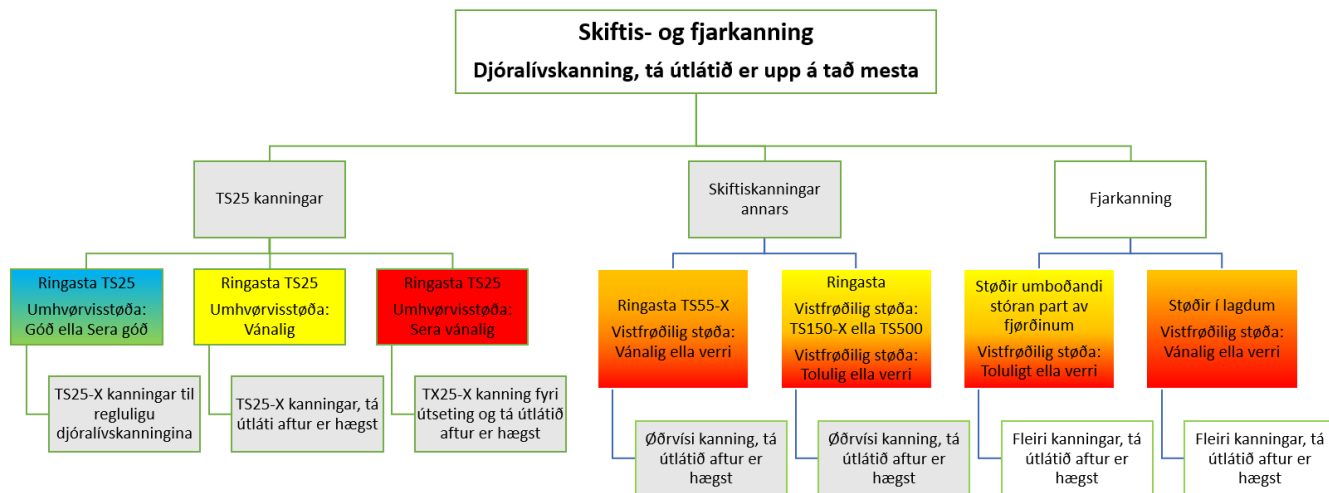 Skiftis- og fjarkanning
Djóralívskanning, tá útlátið er upp á tað mesta
TS25 kanningar
Skiftiskanningar
annars
Fjarkanning
Ringasta TS25
Umhvørvisstøða:
Góð ella Sera góð
Ringasta TS25
Umhvørvisstøða:
Vánalig
Ringasta TS25
Umhvørvisstøða:
Sera vánalig
Ringasta TS55-X
Vistfrøðilig støða:
Vánalig ella verri
Ringasta
Vistfrøðilig støða:
TS150-X ella TS500
Vistfrøðilig støða:
Tolulig ella verri
Støðir umboðandi
stóran part av
fjørðinum
Vistfrøðilig støða:
Toluligt ella verri
Støðir í lagdum
Vistfrøðilig støða:
Vánalig ella verri
TS25-X kanningar til
regluligu
djóralívskanningina
TS25-X kanningar, tá
útláti aftur er hægst
TX25-X kanning fyri
útseting og tá útlátið
aftur er hægst
Øðrvísi kanning, tá
útlátið aftur er
hægst
Øðrvísi kanning, tá
útlátið aftur er
hægst
Fleiri kanningar, tá
útlátið aftur er
hægst
Fleiri kanningar, tá
útlátið aftur er
hægst